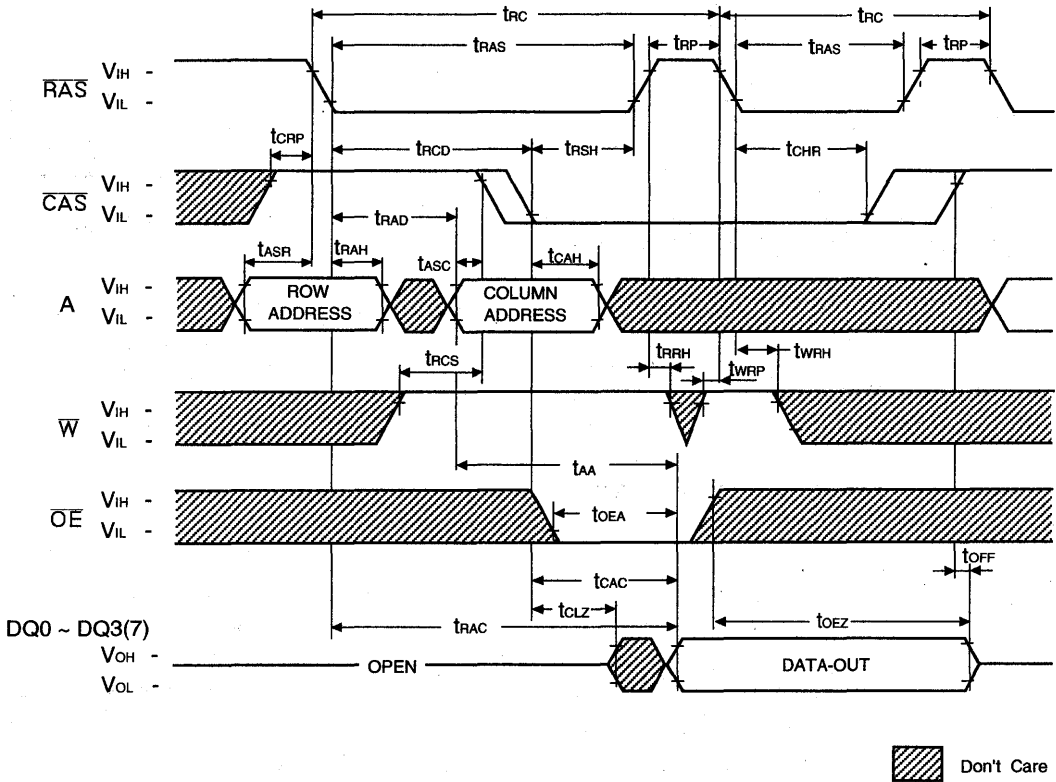 tRC tRC
tRAS tRP tRAS tRP
RAS VIH -
VIL -
tCRP tRCD tRSH tCHR
CAS VIH -
VIL -
tRAD
tASR tRAH tASC tCAH
A VIH -
VIL -
ROW ADDRESS
COLUMN ADDRESS
tRCS tRRH tWRP tWRH
W VIH -
VIL -
tAA
OE VIH -
VIL -
tOEA
tOFF
tCAC
tCLZ
tRAC tOEZ
DQ0 ~ DQ3(7)
VOH -
VOL -
OPEN DATA-OUT
Don't Care